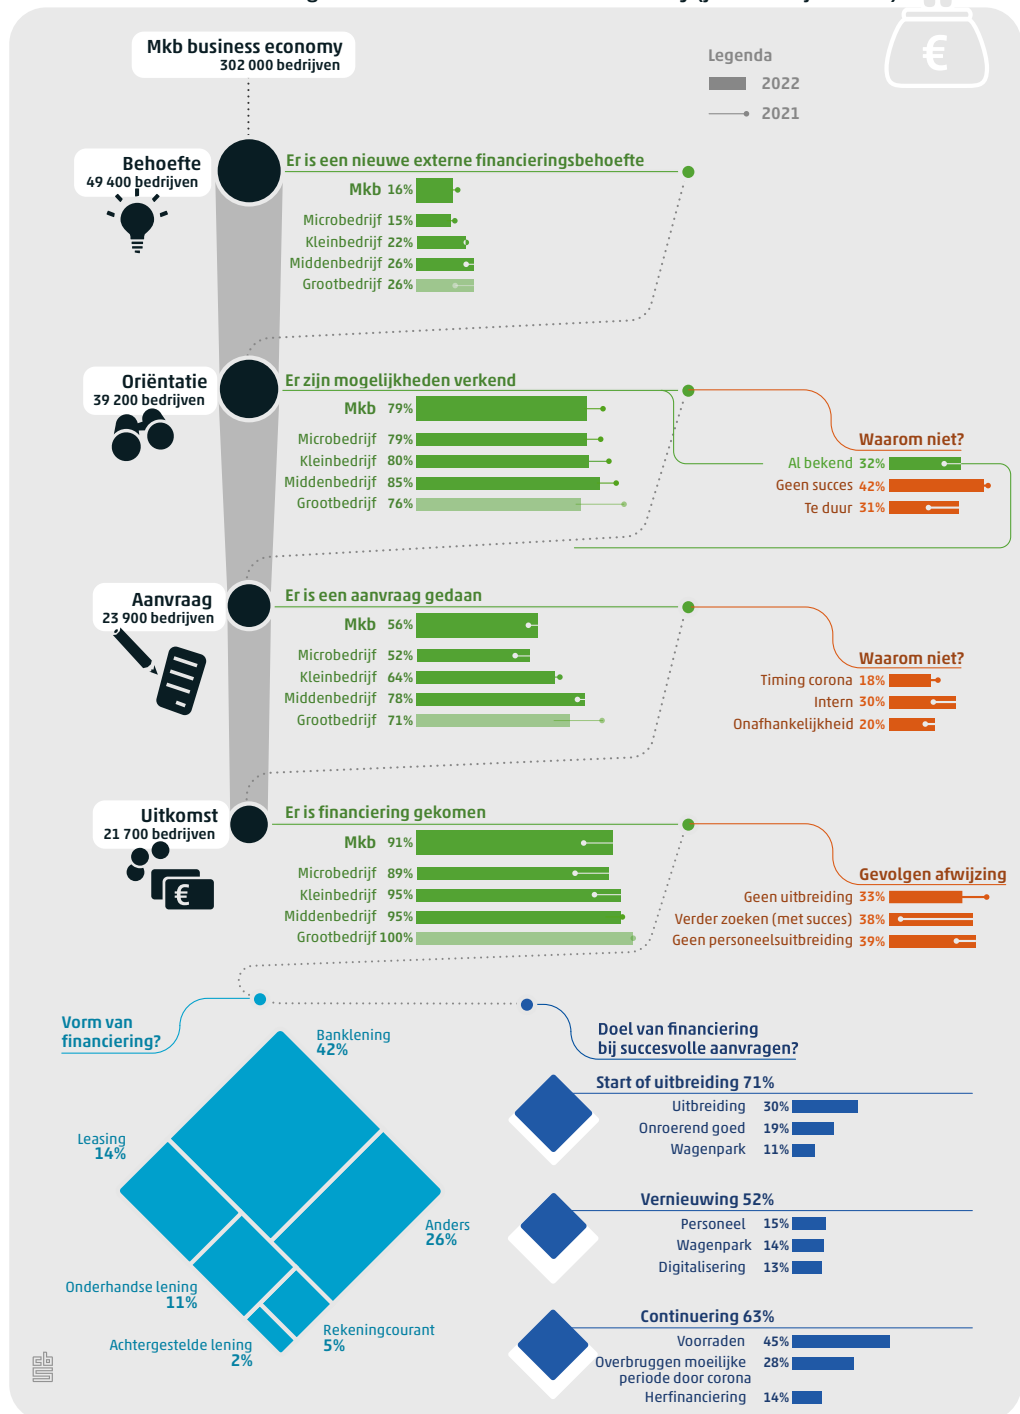 Mkb business economy
302 000 bedrijven
€
Legenda
2022
2021
Behoefte
49 400 bedrijven
Er is een nieuwe externe financieringsbehoefte
Mkb 16%
Microbedrijf 15%
Kleinbedrijf 22%
Middenbedrijf 26%
Grootbedrijf 26%
Oriëntatie
39 200 bedrijven
Er zijn mogelijkheden verkend
Mkb 79%
Microbedrijf 79%
Kleinbedrijf 80%
Middenbedrijf 85%
Grootbedrijf 76%
Waarom niet?
Al bekend 32%
Geen succes 42%
Te duur 31%
Aanvraag
23 900 bedrijven
Er is een aanvraag gedaan
Mkb 56%
Microbedrijf 52%
Kleinbedrijf 64%
Middenbedrijf 78%
Grootbedrijf 71%
Waarom niet?
Timing corona 18%
Intern 30%
Onafhankelijkheid 20%
Uitkomst
21 700 bedrijven
€
Er is financiering gekomen
Mkb 91%
Microbedrijf 89%
Kleinbedrijf 95%
Middenbedrijf 95%
Grootbedrijf 100%
Gevolgen afwijzing
Geen uitbreiding 33%
Verder zoeken (met succes) 38%
Geen personeelsuitbreiding 39%
Vorm van
financiering?
Banklening
42%
Leasing
14%
Anders
26%
Onderhandse lening
11%
Rekeningcourant
5%
Achtergestelde lening
2%
Doel van financiering
bij succesvolle aanvragen?
Start of uitbreiding 71%
Uitbreiding 30%
Onroerend goed 19%
Wagenpark 11%
Vernieuwing 52%
Personeel 15%
Wagenpark 14%
Digitalisering 13%
Continuering 63%
Voorraden 45%
Overbruggen moeilijke 28%
periode door corona
Herfinanciering 14%
cbs